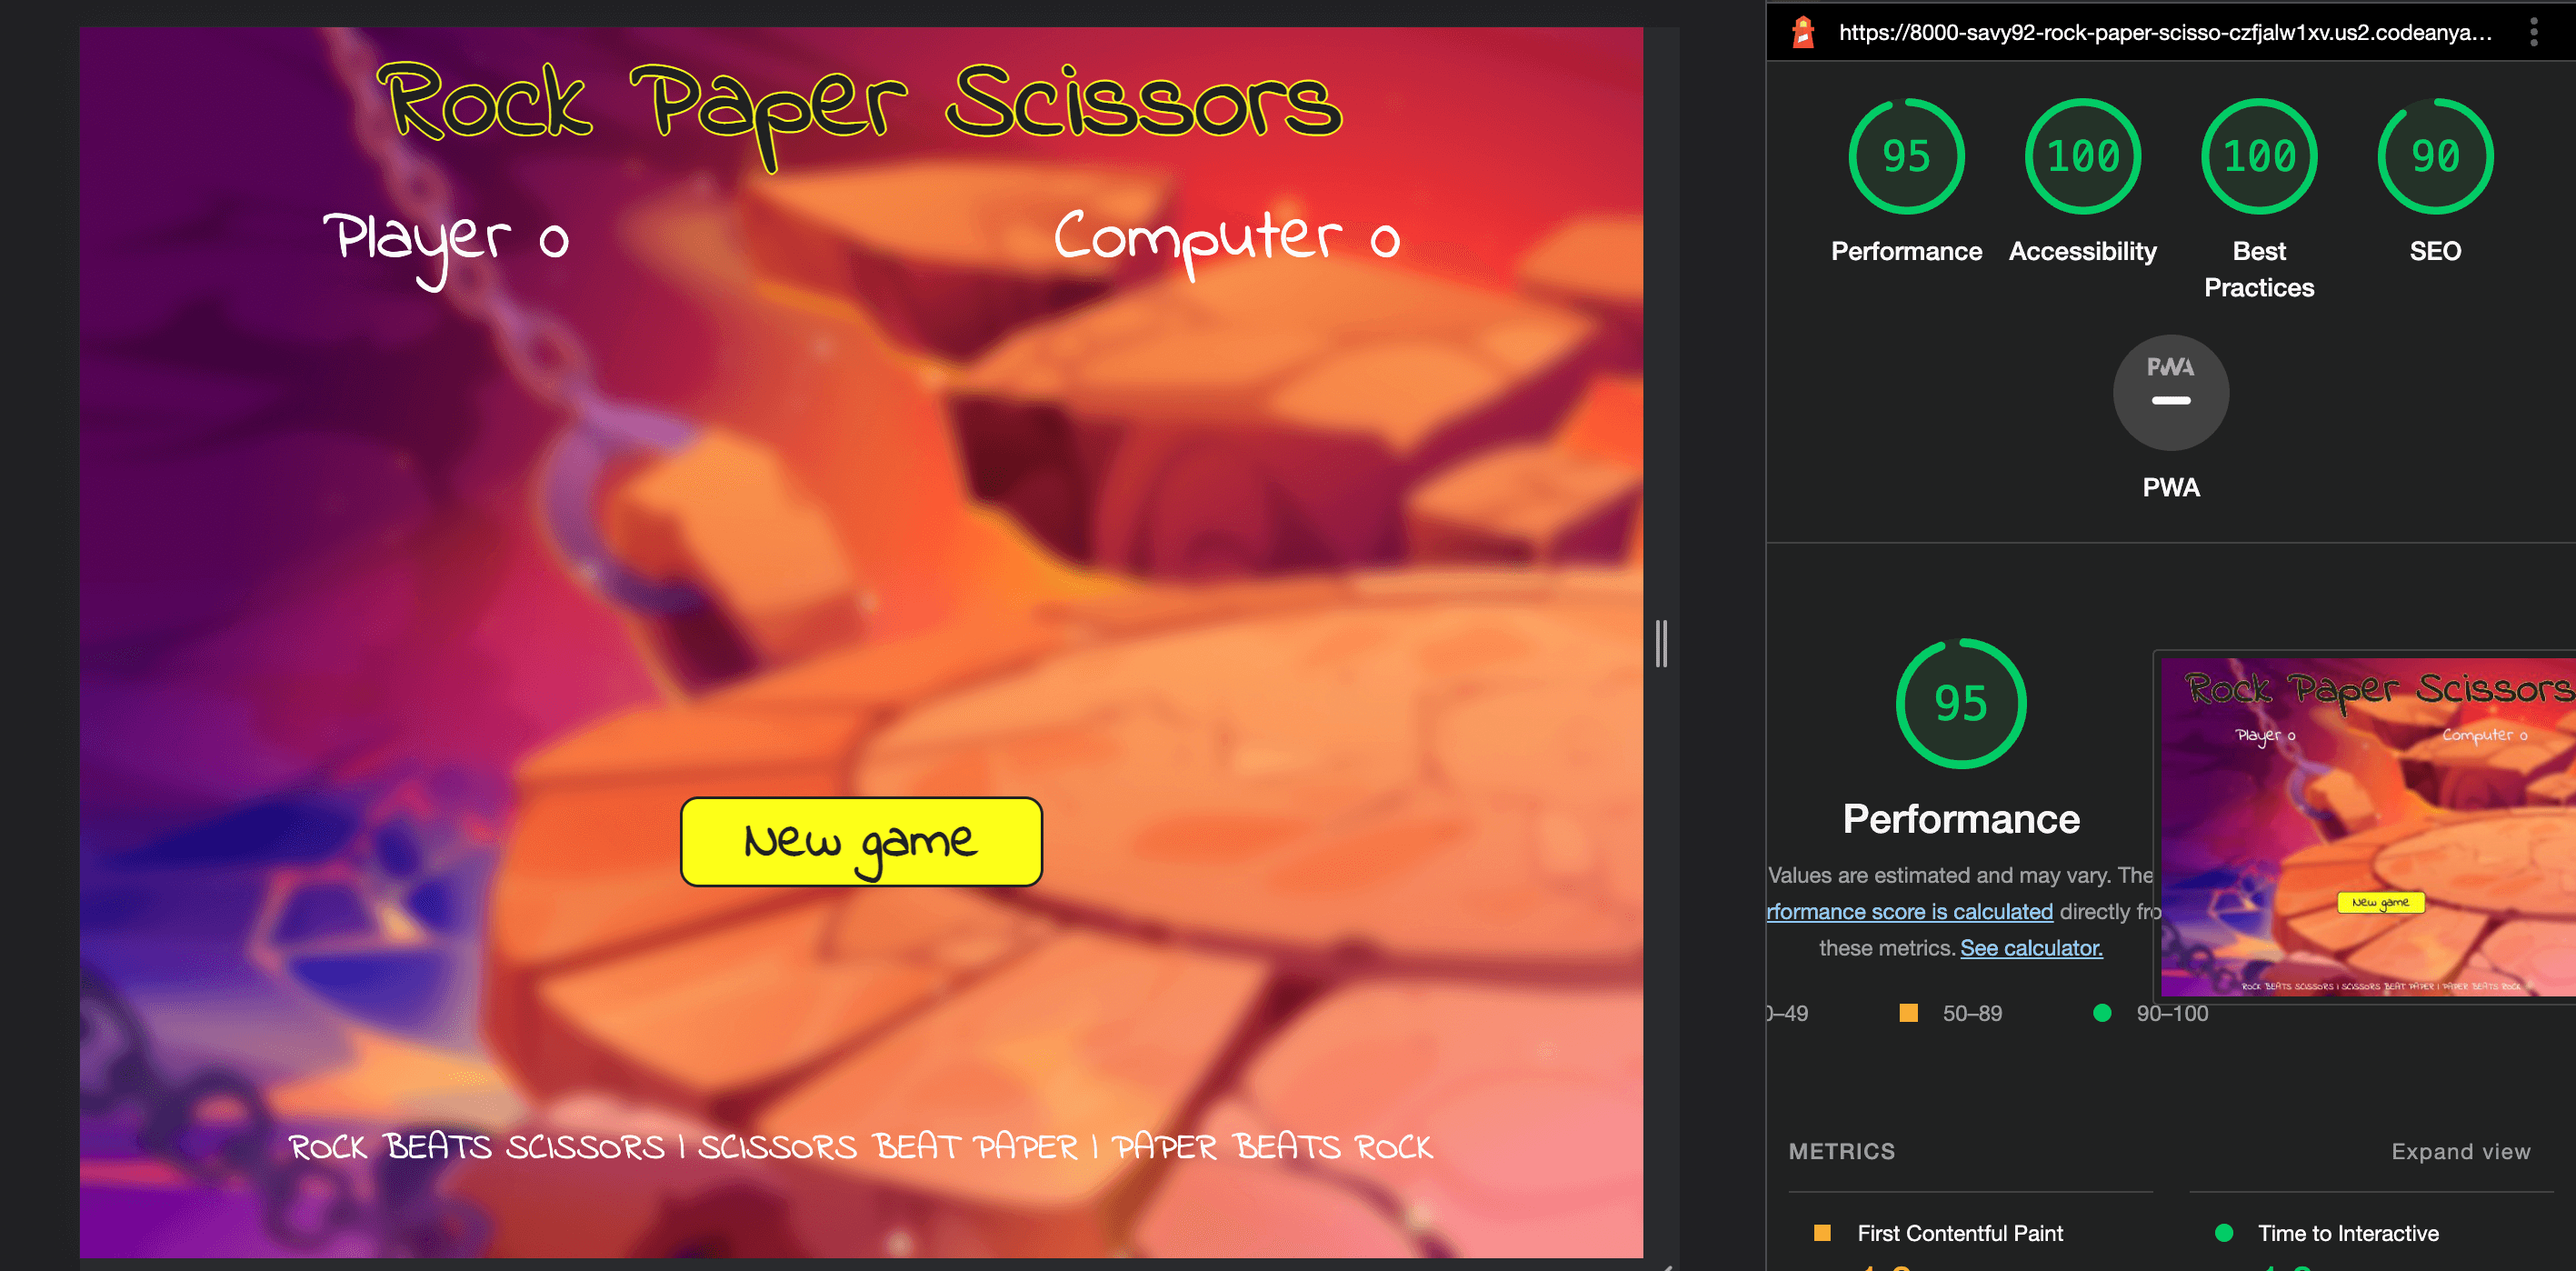 Rock Paper Scissors
Player 0
Computer 0
New game
ROCK BEATS SCISSORS | SCISSORS BEAT PAPER | PAPER BEATS ROCK
https://8000-savy92-rock-paper-scisso-czfjalw1xv.us2.codeanya...
95
100
100
90
Performance
Accessibility
Best
Practices
SEO
PWA
PWA
95
Performance
Values are estimated and may vary. The
rformance score is calculated directly fro
these metrics. See calculator.
0–49
50–89
90–100
Rock Paper Scissors
Player 0
Computer 0
New game
ROCK BEATS SCISSORS | SCISSORS BEAT PAPER | PAPER BEATS ROCK
METRICS
Expand view
First Contentful Paint
Time to Interactive